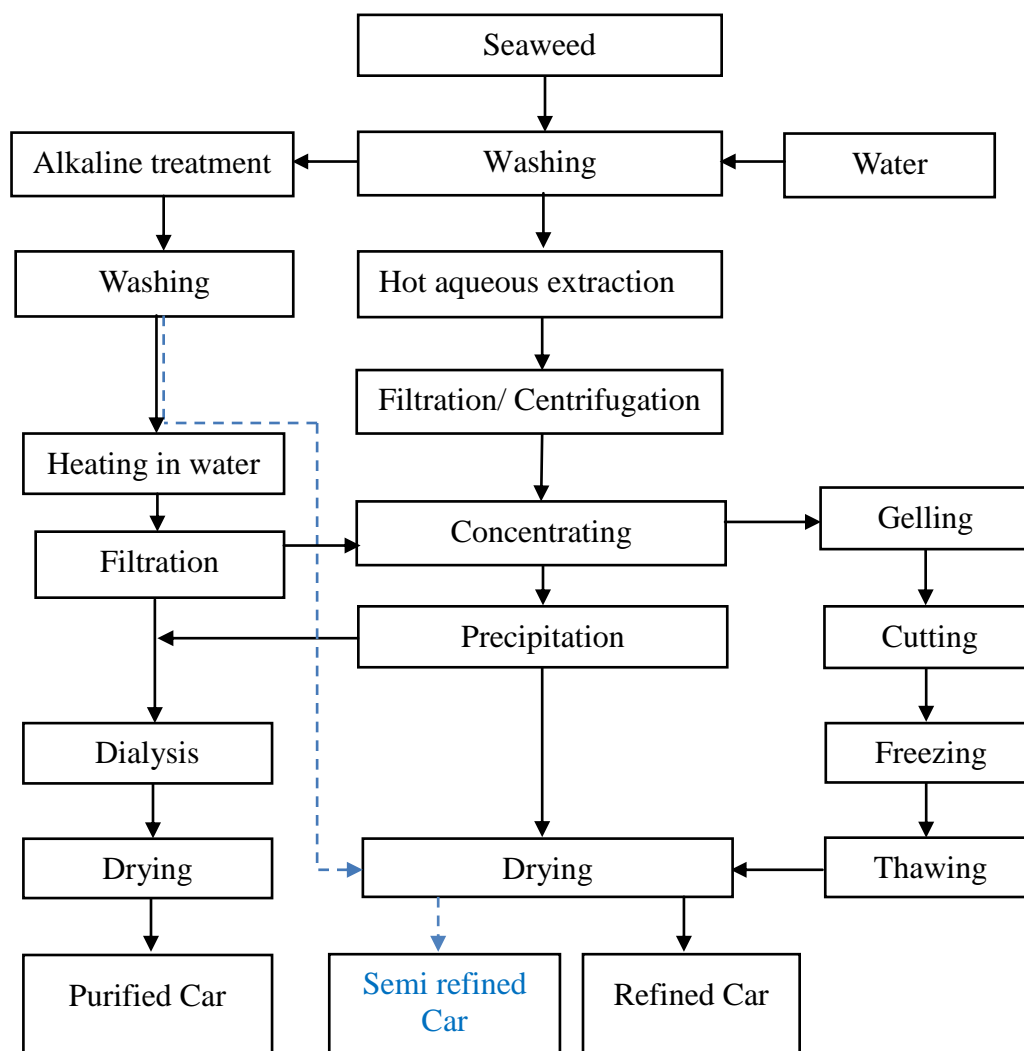 Seaweed
Alkaline treatment
Washing
Water
Washing
Hot aqueous extraction
Filtration/ Centrifugation
Heating in water
Concentrating
Gelling
Filtration
Precipitation
Cutting
Dialysis
Freezing
Drying
Drying
Thawing
Purified Car
Semi refined
Car
Refined Car